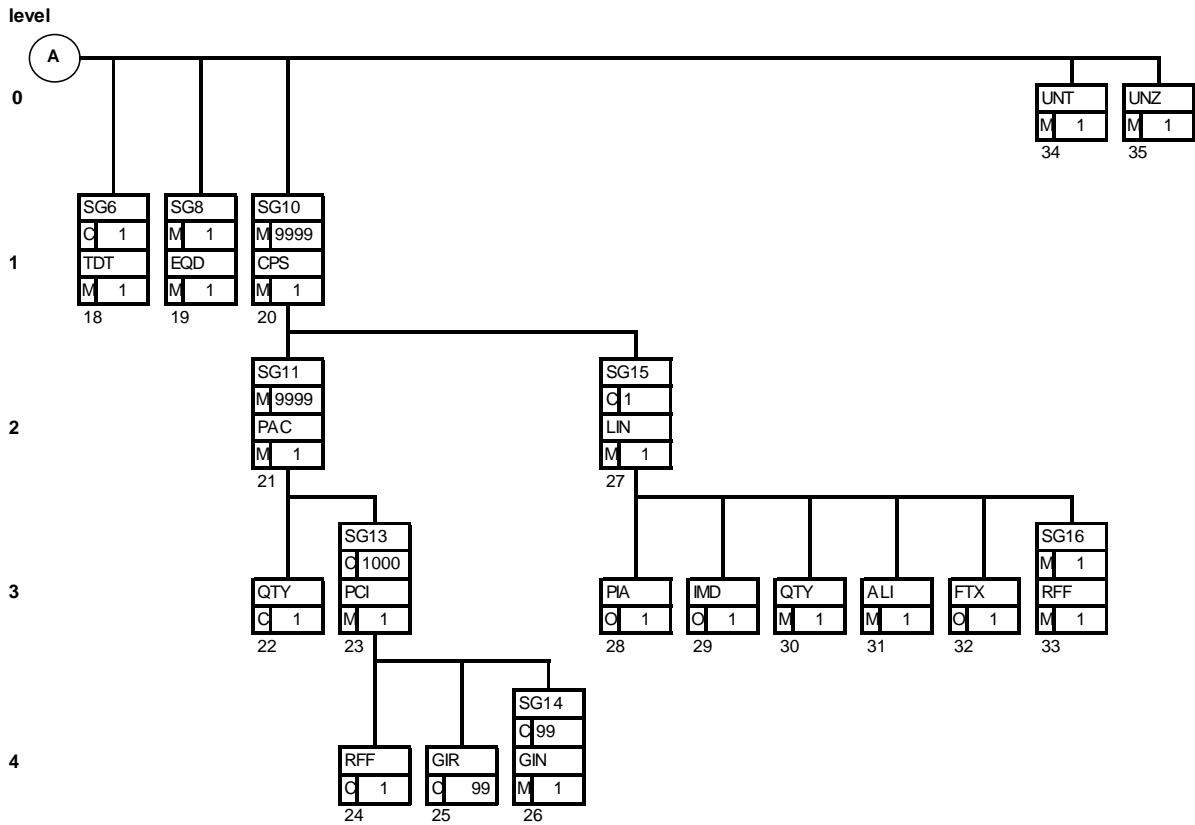 level
A
0
UNT UNZ
M 1 M 1
34 35
SG6 SG8 SG10
C 1 M 1 M 9999
1 TDT EQD CPS
M 1 M 1 M 1
18 19 20
SG11 SG15
M 9999 C 1
2 PAC LIN
M 1 M 1
21 27
SG13 SG16
C 1000 M 1
3 QTY PCI PIA IMD QTY ALI FTX RFF
C 1 M 1 O 1 O 1 M 1 M 1 O 1 M 1
22 23 28 29 30 31 32 33
SG14
C 99
4 RFF GIR GIN
C 1 C 99 M 1
24 25 26